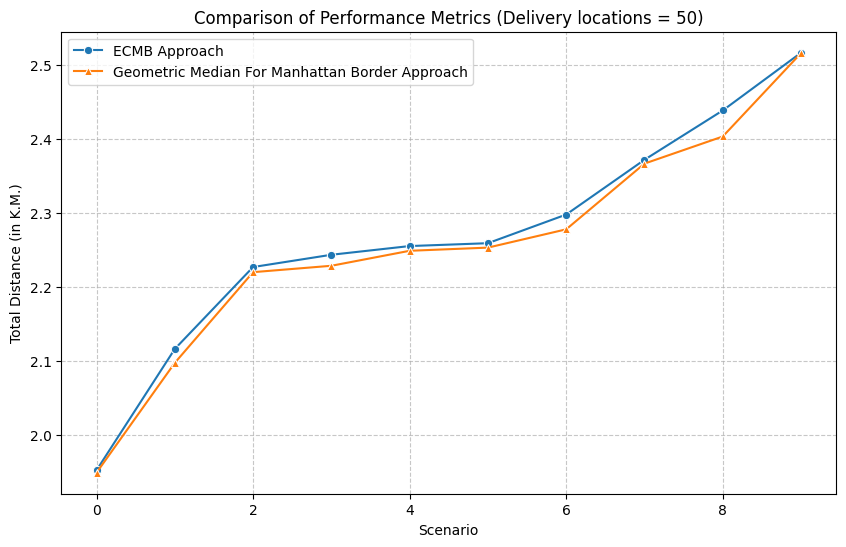 Comparison of Performance Metrics (Delivery locations = 50)
ECMB Approach
Geometric Median For Manhattan Border Approach
2.5
2.4
2.3
2.2
2.1
2.0
Total Distance (in K.M.)
0
2
4
6
8
Scenario